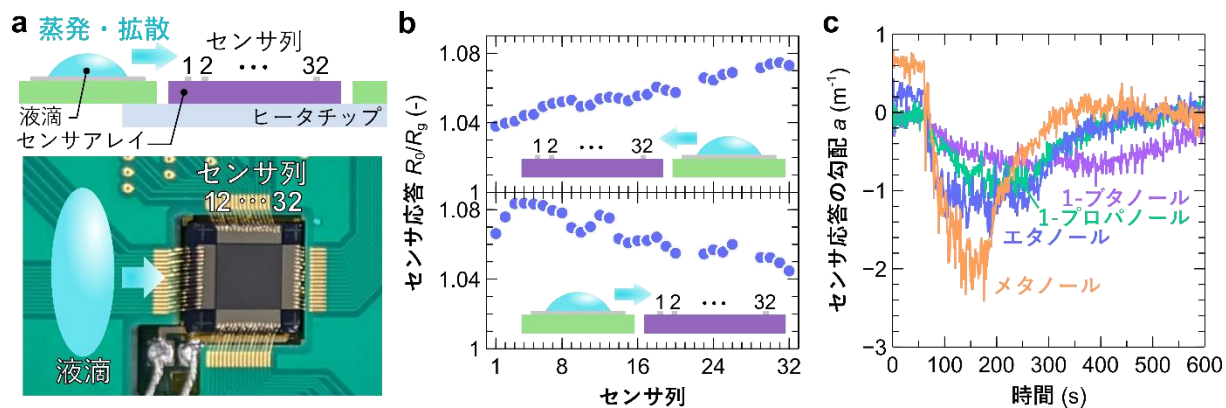 a
蒸発・拡散
センサ列
1 2 ・・・ 32
液滴
センサアレイ
ヒータチップ
センサ列
1 2 ・・・ 32
液滴
b
センサ応答 R₀/Rg (-)
1.08
1.04
1
1 2 ・・・ 32
1.08
1.04
1
1 2 ・・・ 32
1 8 16 24 32
センサ列
c
センサ応答の勾配 a (m⁻¹)
1
0
−1
−2
−3
1-ブタノール
1-プロパノール
エタノール
メタノール
0 100 200 300 400 500 600
時間 (s)